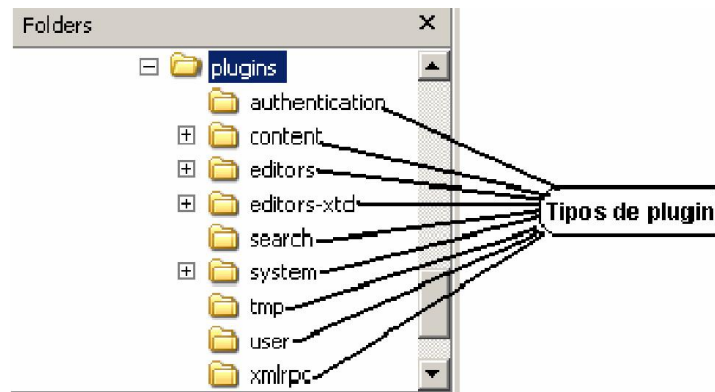 Folders
plugins
authentication
content
editors
editors-xtd
search
system
tmp
user
xmlrpc
Tipos de plugin